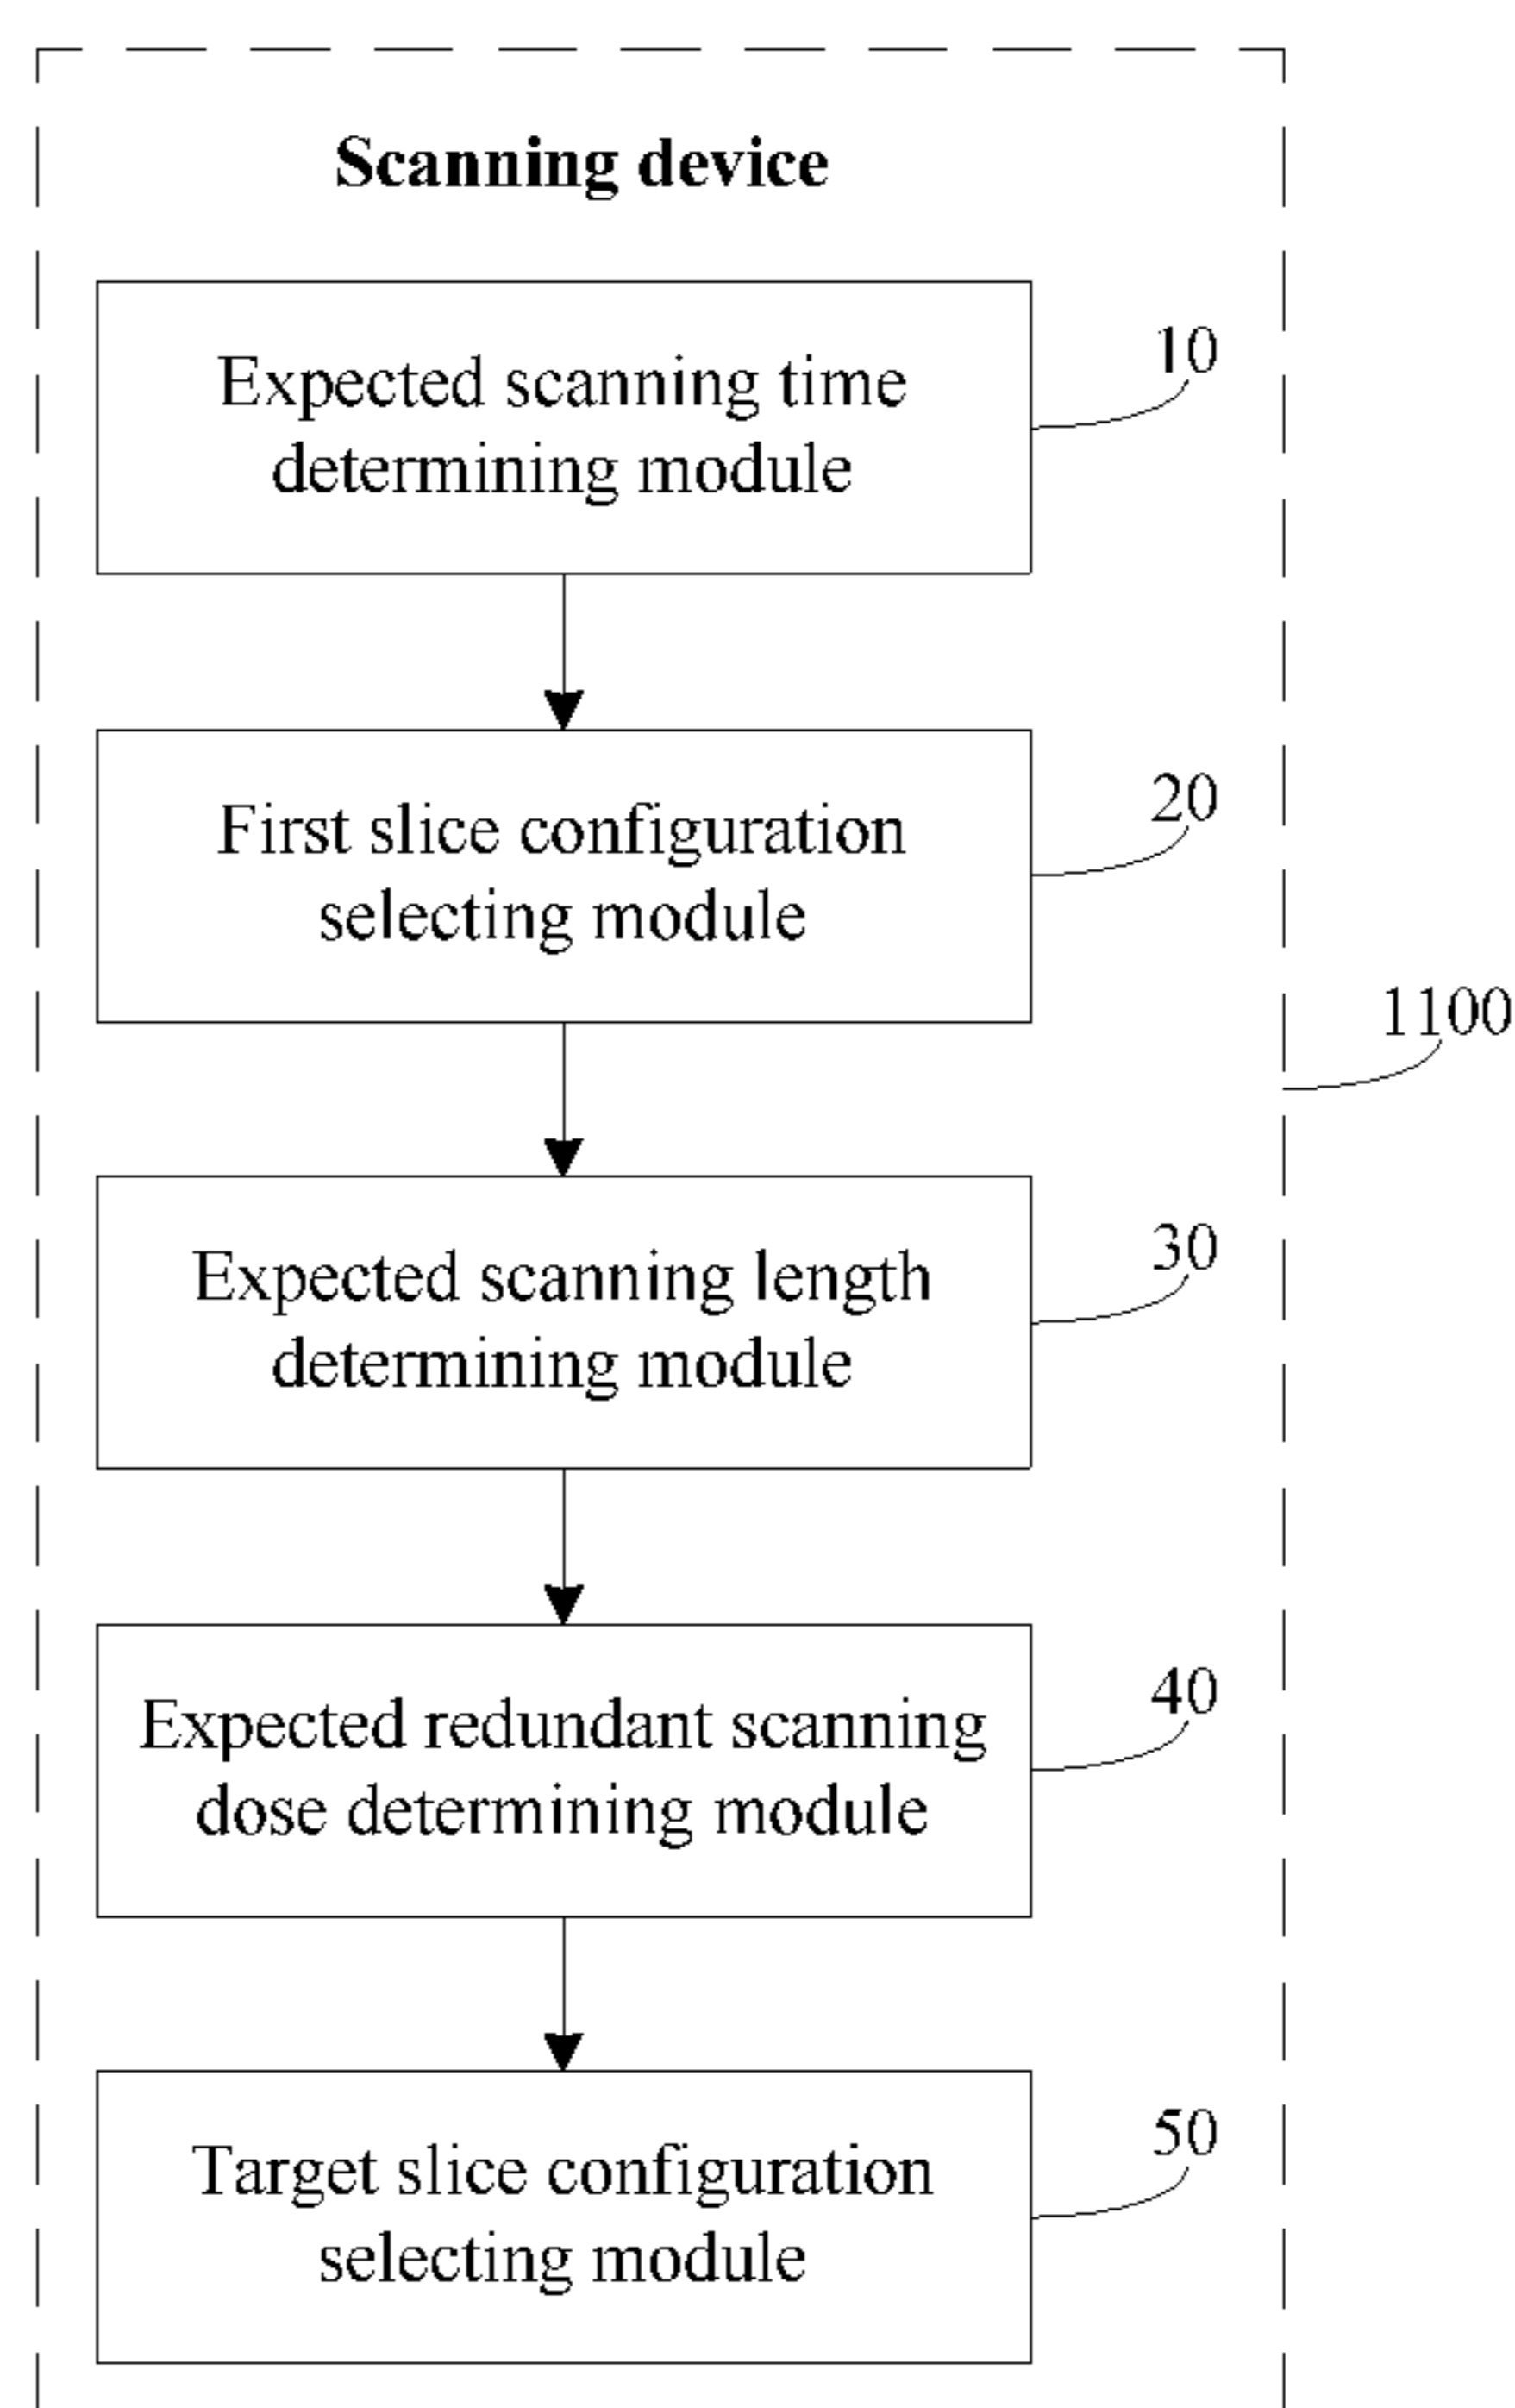 Scanning device
Expected scanning time
determining module
10
First slice configuration
selecting module
20
1100
Expected scanning length
determining module
30
Expected redundant scanning
dose determining module
40
Target slice configuration
selecting module
50